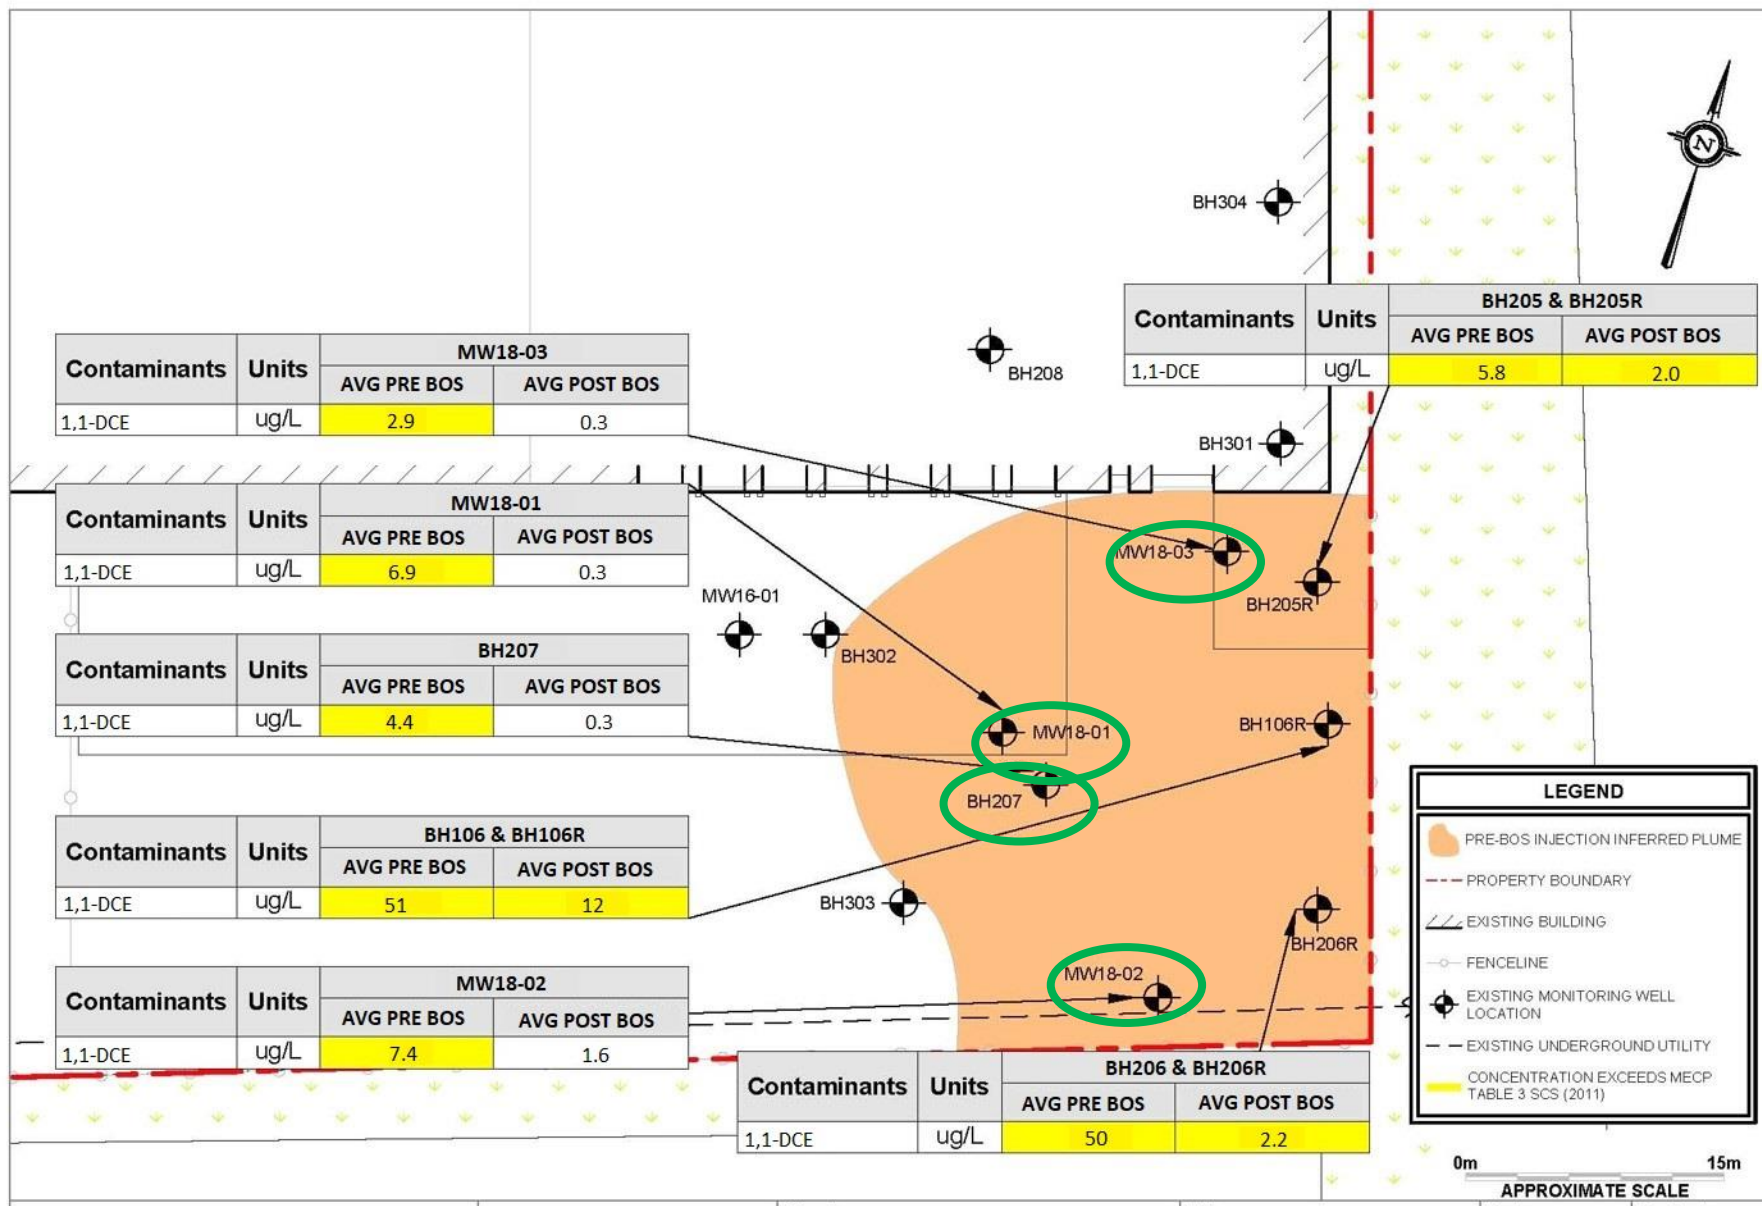 N
BH304
BH208
BH301
Contaminants Units BH205 & BH205R
AVG PRE BOS AVG POST BOS
1,1-DCE ug/L 5.8 2.0
Contaminants Units MW18-03
AVG PRE BOS AVG POST BOS
1,1-DCE ug/L 2.9 0.3
Contaminants Units MW18-01
AVG PRE BOS AVG POST BOS
1,1-DCE ug/L 6.9 0.3
MW18-03
BH205R
MW16-01
BH302
Contaminants Units BH207
AVG PRE BOS AVG POST BOS
1,1-DCE ug/L 4.4 0.3
MW18-01
BH106R
BH207
Contaminants Units BH106 & BH106R
AVG PRE BOS AVG POST BOS
1,1-DCE ug/L 51 12
BH303
BH206R
MW18-02
Contaminants Units MW18-02
AVG PRE BOS AVG POST BOS
1,1-DCE ug/L 7.4 1.6
Contaminants Units BH206 & BH206R
AVG PRE BOS AVG POST BOS
1,1-DCE ug/L 50 2.2
LEGEND
PRE-BOS INJECTION INFERRED PLUME
PROPERTY BOUNDARY
EXISTING BUILDING
FENCELINE
EXISTING MONITORING WELL
LOCATION
EXISTING UNDERGROUND UTILITY
CONCENTRATION EXCEEDS MECP
TABLE 3 SCS (2011)
0m 15m
APPROXIMATE SCALE